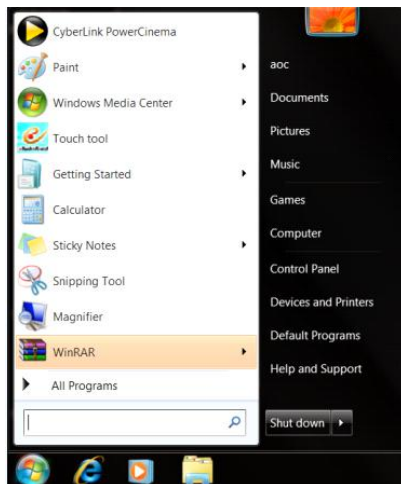 CyberLink PowerCinema
Paint
Windows Media Center
Touch tool
Getting Started
Calculator
Sticky Notes
Snipping Tool
Magnifier
WinRAR
All Programs
aoc
Documents
Pictures
Music
Games
Computer
Control Panel
Devices and Printers
Default Programs
Help and Support
Shut down